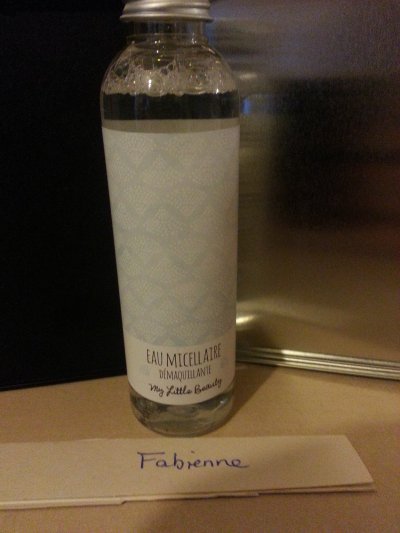 EAU MICELLAIRE
DÉMAQUILLANTE
My Little Beauty
Fabienne